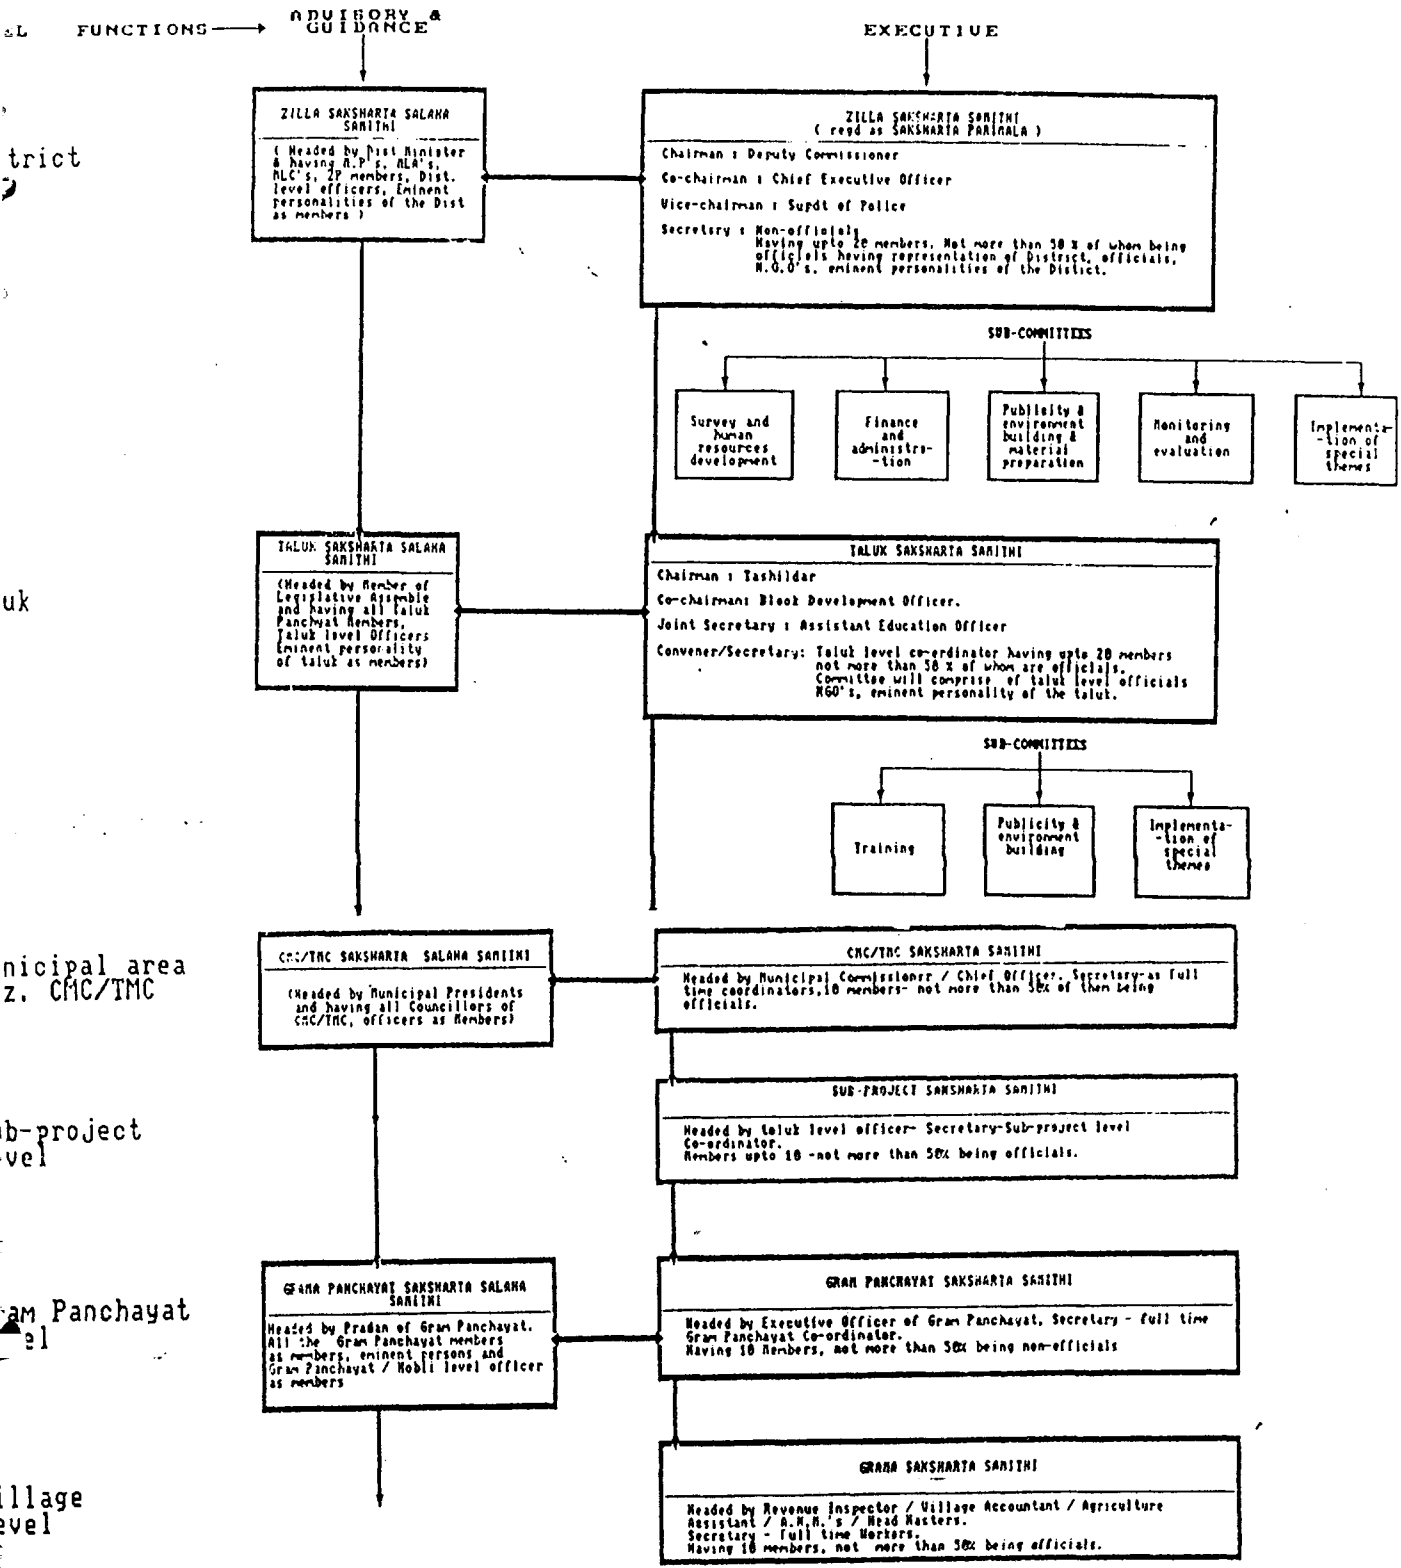 FUNCTIONS
ADVISORY &
GUIDANCE
EXECUTIVE
trict
ZILLA SAKSHARTA SALAHA
SAMITHI
( Headed by Dist Minister
& having M.P's, MLA's,
MLC's, ZP members, Dist.
level officers, Eminent
personalities of the Dist
as members )
ZILLA SAKSHARTA SAMITHI
( regd as SAKSHARTA PARIMALA )
Chairman : Deputy Commissioner
Co-chairman : Chief Executive Officer
Vice-chairman : Supdt of Police
Secretary : Non-officials
Having upto 20 members, Not more than 50 % of whom being
officiels having representation of District, officials,
N.G.O's, eminent personalities of the District.
SUB-COMMITTEES
Survey and
human
resources
development
Finance
and
administra-
-tion
Publicity &
environment
building &
material
preparation
Monitoring
and
evaluation
Implementa-
-tion of
special
themes
uk
TALUK SAKSHARTA SALAHA
SAMITHI
(Headed by Member of
Legislative Assemble
and having all taluk
Panchyat Members,
Taluk level Officers
Eminent personality
of taluk as members)
TALUK SAKSHARTA SAMITHI
Chairman : Tashildar
Co-chairman: Block Development Officer.
Joint Secretary : Assistant Education Officer
Convener/Secretary: Taluk level co-ordinator having upto 20 members
not more than 50 % of whom are officials.
Committee will comprise of taluk level officials
NGO's, eminent personality of the taluk.
SUB-COMMITTEES
Training
Publicity &
environment
building
Implementa-
-tion of
special
themes
nicipal area
z. CMC/TMC
CMC/TMC SAKSHARTA SALAHA SAMITHI
(Headed by Municipal Presidents
and having all Councillors of
CMC/TMC, officers as Members)
CMC/TMC SAKSHARTA SAMITHI
Headed by Municipal Commissioner / Chief Officer. Secretary-as full
time coordinators,10 members- not more than 50% of them being
officials.
ub-project
vel
SUB-PROJECT SAKSHARTA SAMITHI
Headed by taluk level officer- Secretary-Sub-project level
Co-ordinator.
Members upto 10 -not more than 50% being officials.
ram Panchayat
el
GRAMA PANCHAYAT SAKSHARTA SALAHA
SAMITHI
Headed by Pradan of Gram Panchayat.
All the Gram Panchayat members
as members, eminent persons and
Gram Panchayat / Hobli level officer
as members
GRAM PANCHAYAT SAKSHARTA SAMITHI
Headed by Executive Officer of Gram Panchayat, Secretary - full time
Gram Panchayat Co-ordinator.
Having 10 Members, not more than 50% being non-officials
illage
evel
GRAMA SAKSHARTA SAMITHI
Headed by Revenue Inspector / Village Accountant / Agriculture
Assistant / A.N.M.'s / Head Masters.
Secretary - full time Workers.
Having 10 members, not more than 50% being officials.